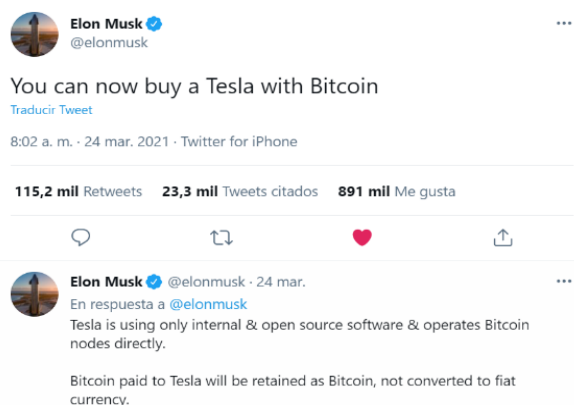 Elon Musk
@elonmusk
You can now buy a Tesla with Bitcoin
Traducir Tweet
8:02 a. m. · 24 mar. 2021 · Twitter for iPhone
115,2 mil Retweets 23,3 mil Tweets citados 891 mil Me gusta
Elon Musk @elonmusk · 24 mar.
En respuesta a @elonmusk
Tesla is using only internal & open source software & operates Bitcoin
nodes directly.
Bitcoin paid to Tesla will be retained as Bitcoin, not converted to fiat
currency.